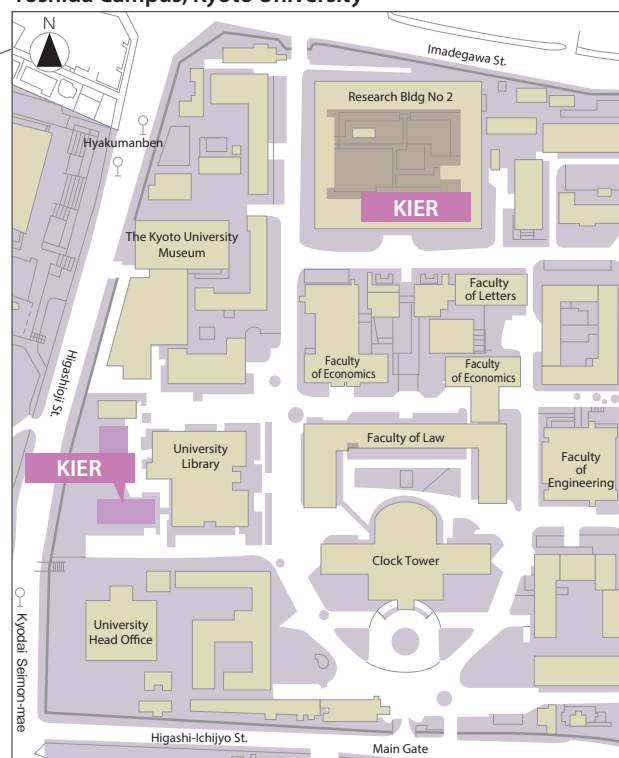 Yoshida Campus, Kyoto University
N
Imadegawa St.
Research Bldg No 2
Hyakumanben
KIER
The Kyoto University
Museum
Faculty
of Letters
Higashioji St.
Faculty
of Economics
Faculty
of Economics
Faculty of Law
University
Library
KIER
Faculty
of
Engineering
Clock Tower
University
Head Office
Kyodai Seimon-mae
Higashi-Ichijyo St.
Main Gate